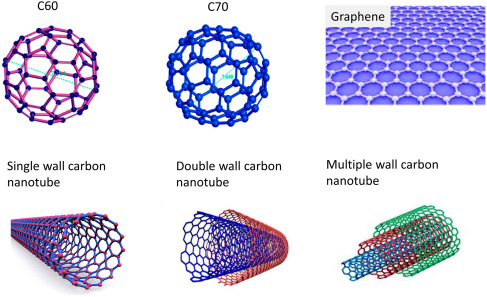 C60
C70
Graphene
Single wall carbon
nanotube
Double wall carbon
nanotube
Multiple wall carbon
nanotube